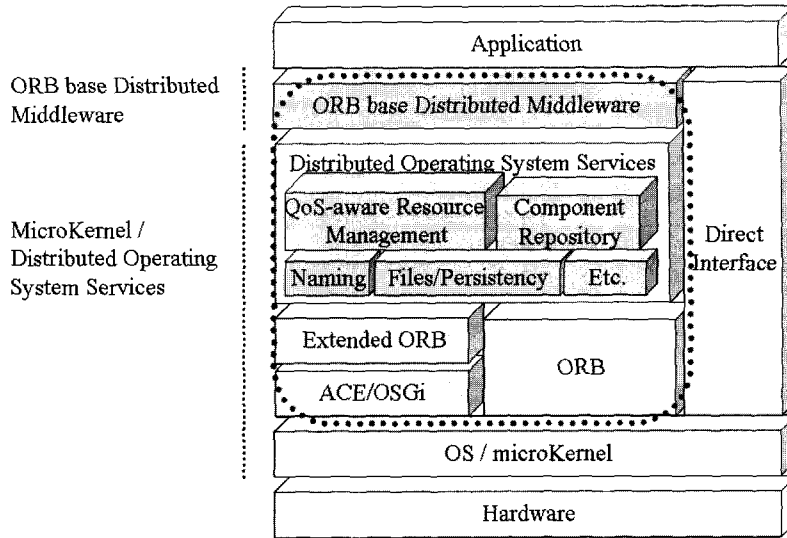 Application
ORB base Distributed
Middleware
ORB base Distributed Middleware
Distributed Operating System Services
QoS-aware Resource
Management
Component
Repository
MicroKernel /
Distributed Operating
System Services
Direct
Interface
Naming
Files/Persistency
Etc.
Extended ORB
ORB
ACE/OSGi
OS / microKernel
Hardware